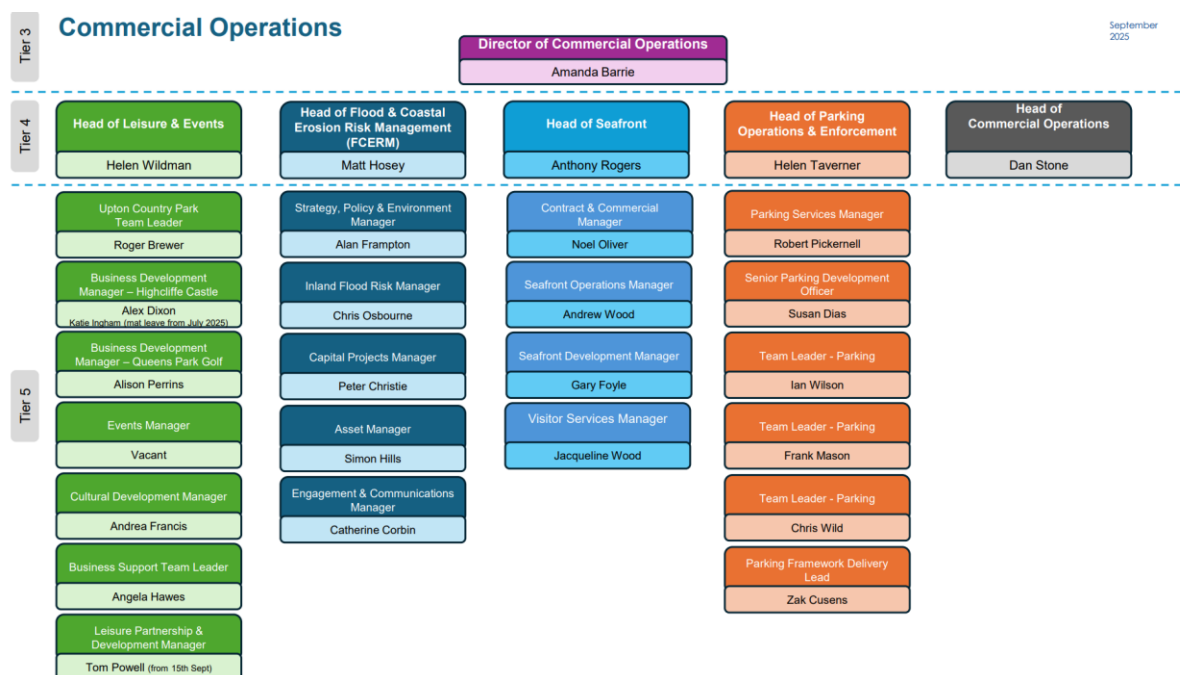 Tier 3
Commercial Operations
September
2025
Director of Commercial Operations
Amanda Barrie
Tier 4
Head of Leisure & Events
Helen Wildman
Head of Flood & Coastal
Erosion Risk Management
(FCERM)
Matt Hosey
Head of Seafront
Anthony Rogers
Head of Parking
Operations & Enforcement
Helen Taverner
Head of
Commercial Operations
Dan Stone
Tier 5
Upton Country Park
Team Leader
Roger Brewer
Business Development
Manager – Highcliffe Castle
Alex Dixon
Katie Ingham (mat leave from July 2025)
Business Development
Manager – Queens Park Golf
Alison Perrins
Events Manager
Vacant
Cultural Development Manager
Andrea Francis
Business Support Team Leader
Angela Hawes
Leisure Partnership &
Development Manager
Tom Powell (from 15th Sept)
Strategy, Policy & Environment
Manager
Alan Frampton
Inland Flood Risk Manager
Chris Osbourne
Capital Projects Manager
Peter Christie
Asset Manager
Simon Hills
Engagement & Communications
Manager
Catherine Corbin
Contract & Commercial
Manager
Noel Oliver
Seafront Operations Manager
Andrew Wood
Seafront Development Manager
Gary Foyle
Visitor Services Manager
Jacqueline Wood
Parking Services Manager
Robert Pickernell
Senior Parking Development
Officer
Susan Dias
Team Leader - Parking
Ian Wilson
Team Leader - Parking
Frank Mason
Team Leader - Parking
Chris Wild
Parking Framework Delivery
Lead
Zak Cusens